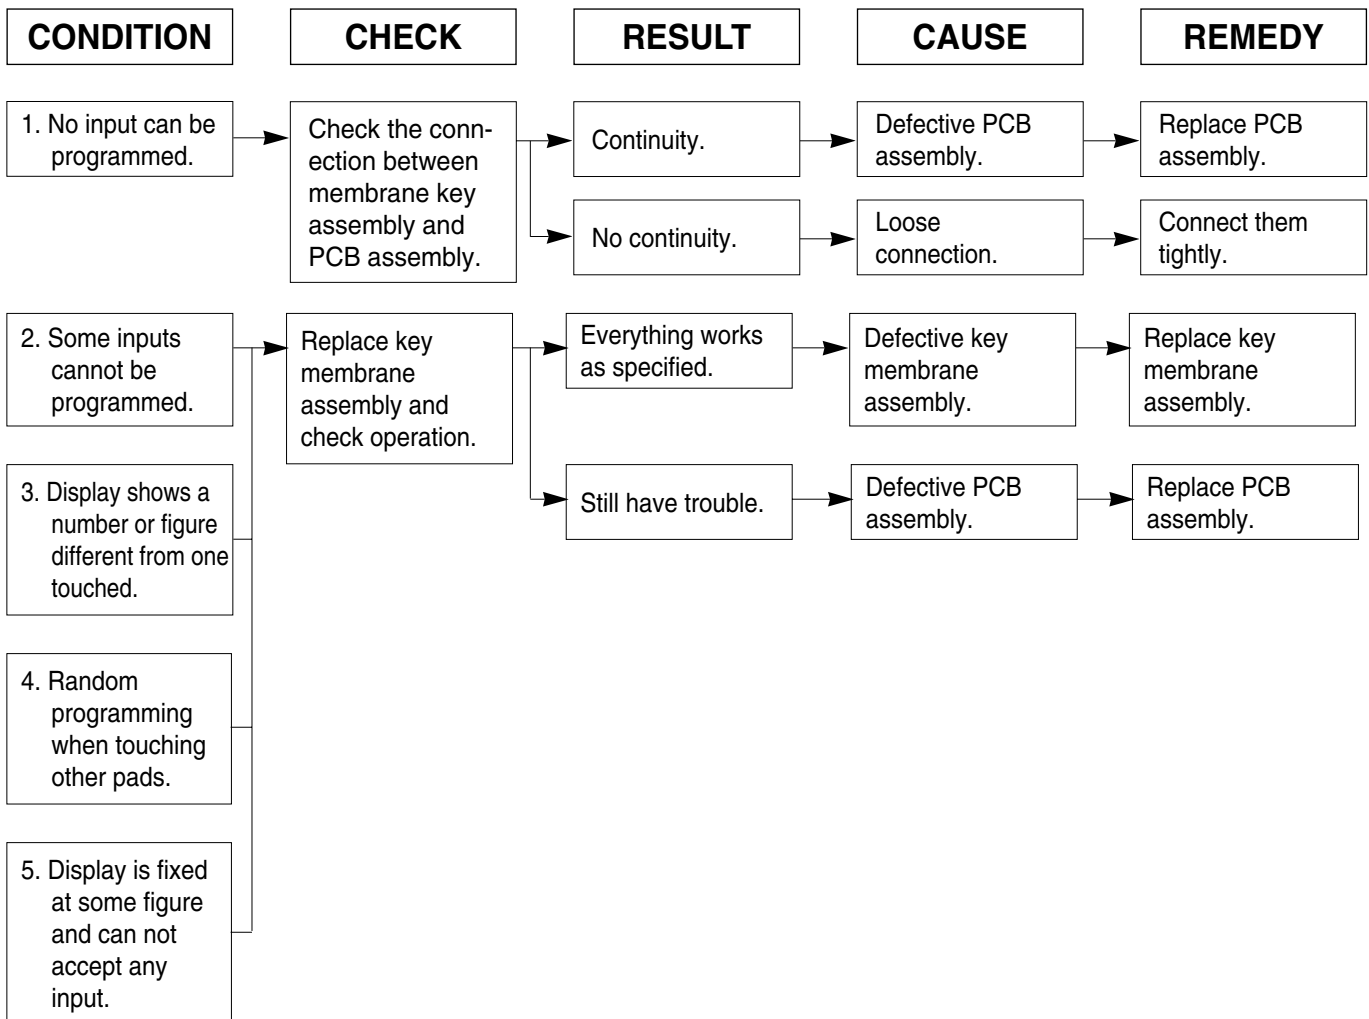 CONDITION
CHECK
RESULT
CAUSE
REMEDY
1. No input can be
programmed.
Check the conn-
ection between
membrane key
assembly and
PCB assembly.
Continuity.
Defective PCB
assembly.
Replace PCB
assembly.
No continuity.
Loose
connection.
Connect them
tightly.
2. Some inputs
cannot be
programmed.
Replace key
membrane
assembly and
check operation.
Everything works
as specified.
Defective key
membrane
assembly.
Replace key
membrane
assembly.
Still have trouble.
Defective PCB
assembly.
Replace PCB
assembly.
3. Display shows a
number or figure
different from one
touched.
4. Random
programming
when touching
other pads.
5. Display is fixed
at some figure
and can not
accept any
input.